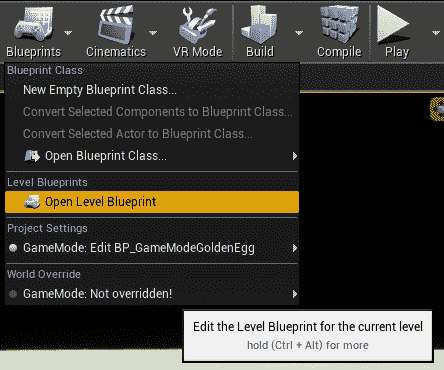 Blueprints Cinematics VR Mode Build Compile Play
Blueprint Class
New Empty Blueprint Class...
Convert Selected Components to Blueprint Class...
Convert Selected Actor to Blueprint Class...
Open Blueprint Class...
Level Blueprints
Open Level Blueprint
Project Settings
GameMode: Edit BP_GameModeGoldenEgg
World Override
GameMode: Not overridden!
Edit the Level Blueprint for the current level
hold (Ctrl + Alt) for more